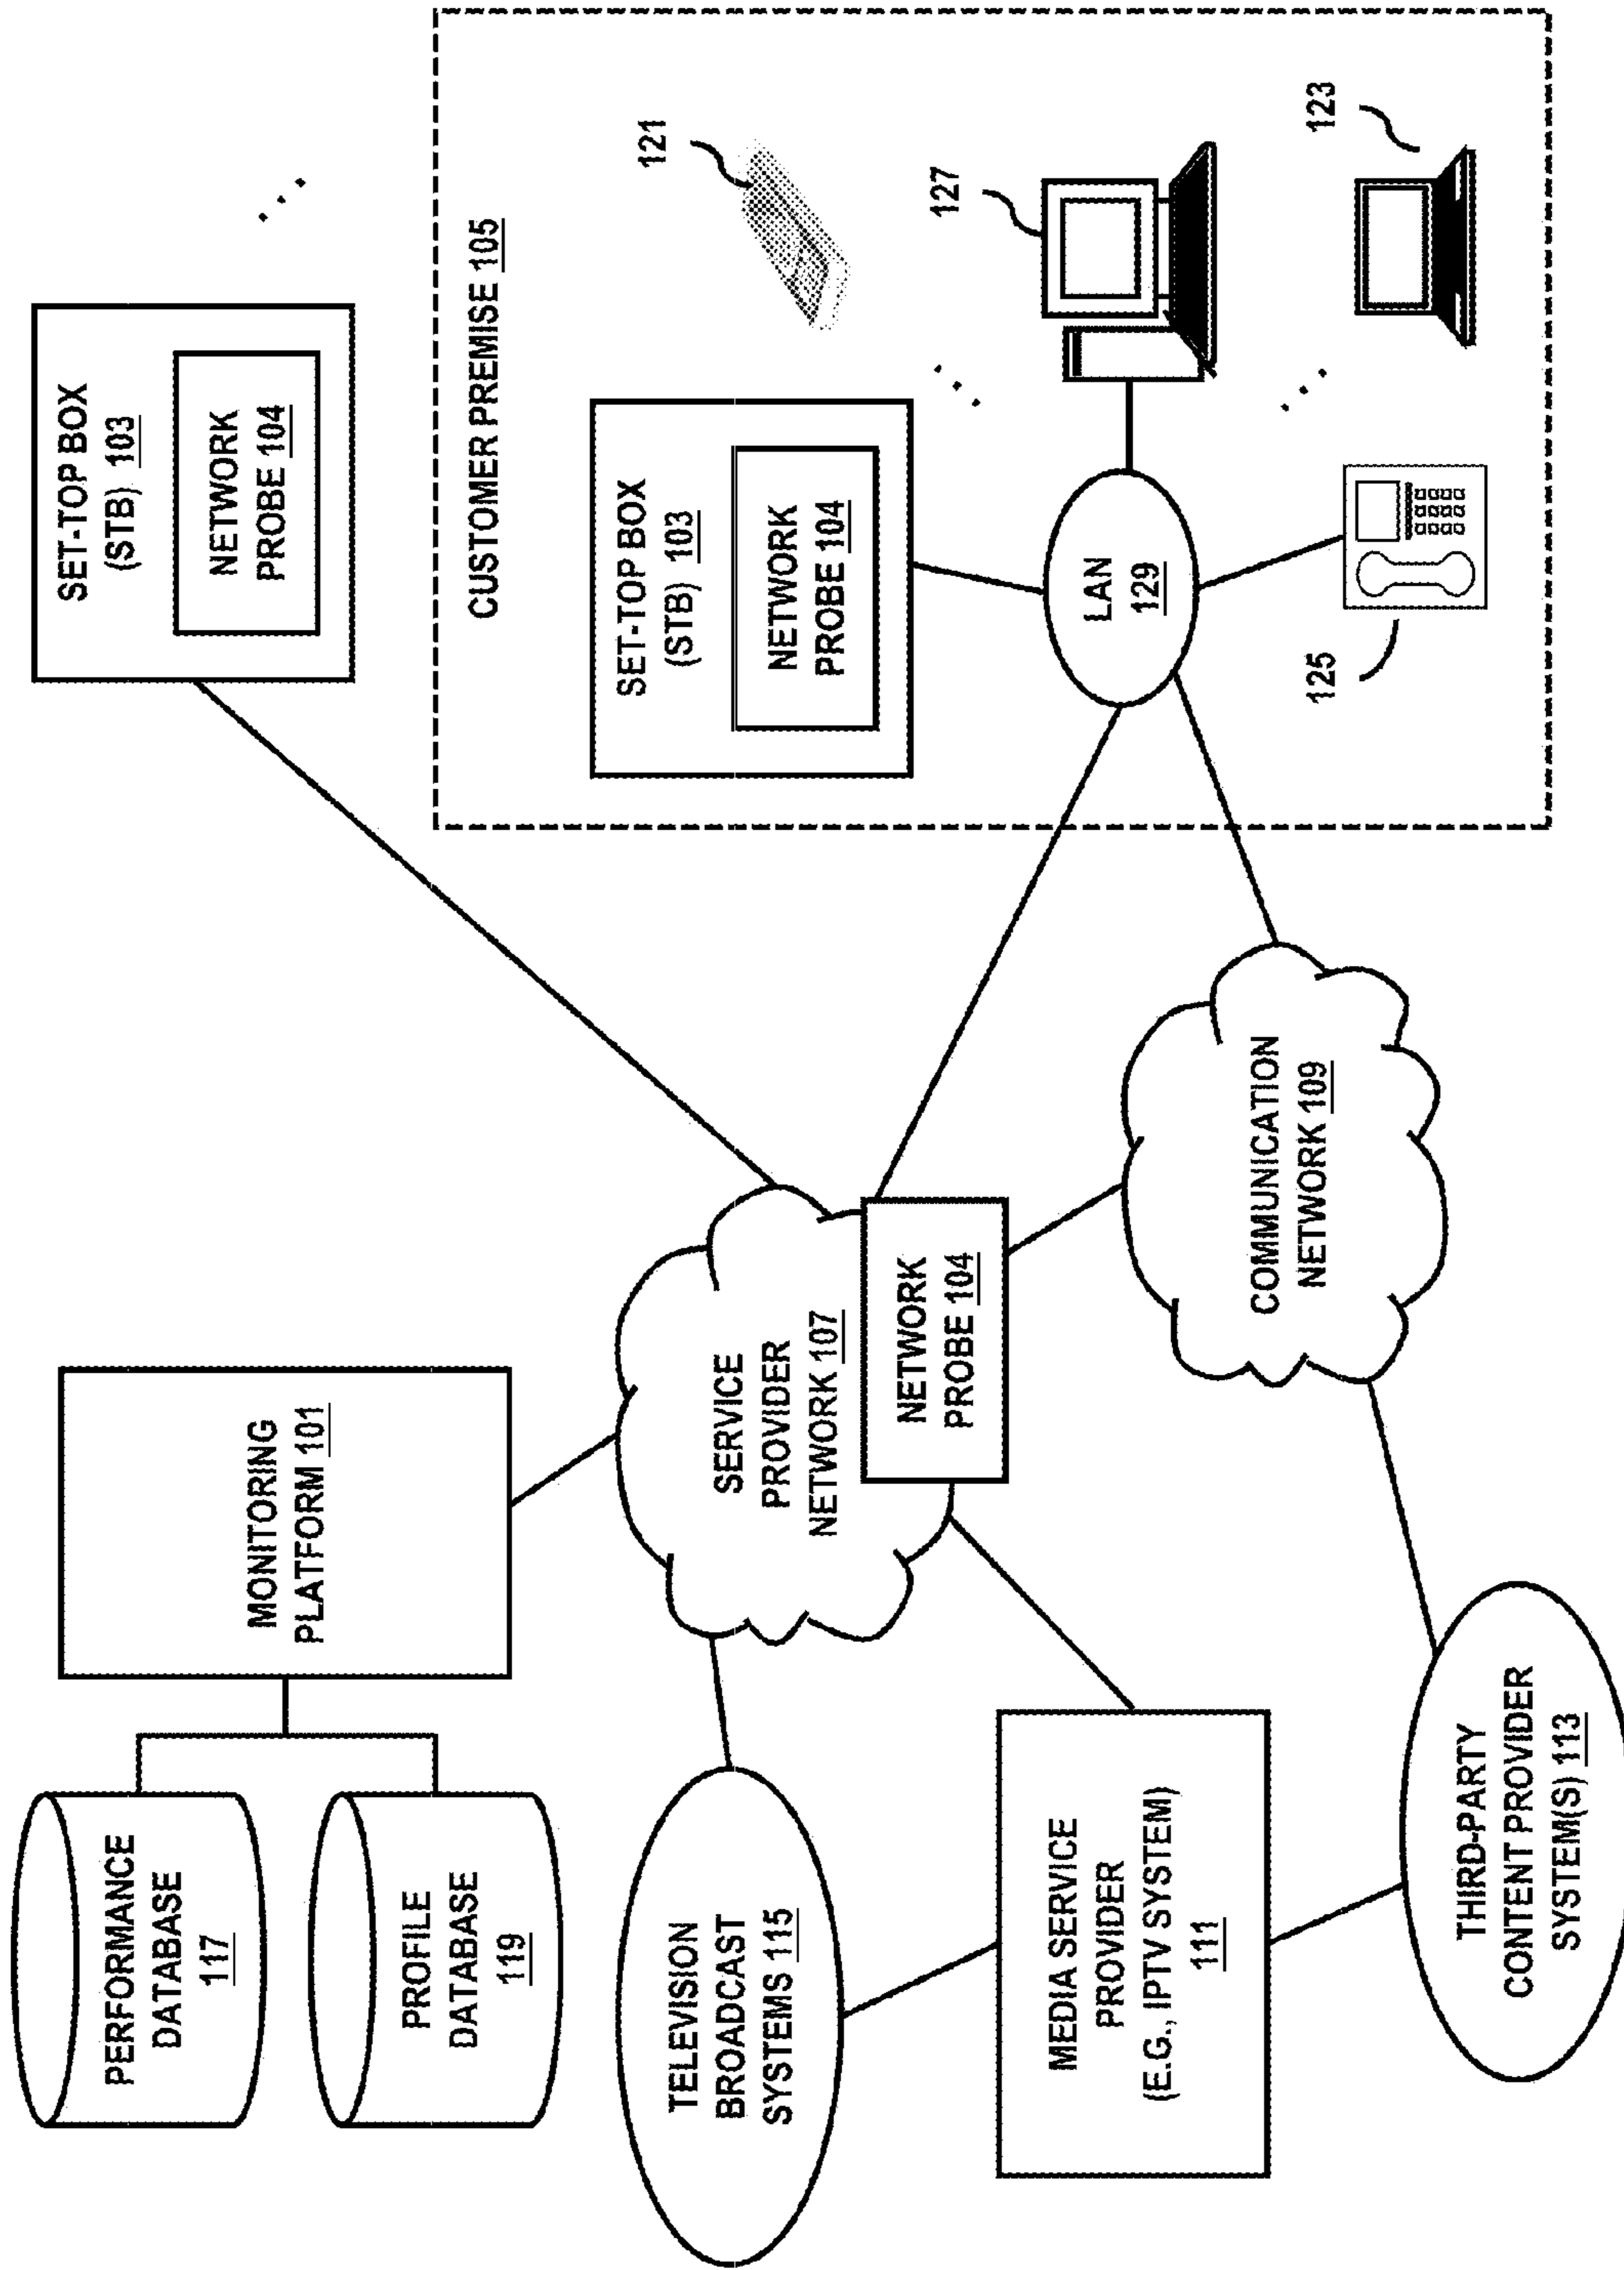 PERFORMANCE
DATABASE
117
PROFILE
DATABASE
119
MONITORING
PLATFORM 101
SET-TOP BOX
(STB) 103
NETWORK
PROBE 104
TELEVISION
BROADCAST
SYSTEMS 115
SERVICE
PROVIDER
NETWORK 107
NETWORK
PROBE 104
CUSTOMER PREMISE 105
SET-TOP BOX
(STB) 103
NETWORK
PROBE 104
121
MEDIA SERVICE
PROVIDER
(E.G., IPTV SYSTEM)
111
LAN
129
127
THIRD-PARTY
CONTENT PROVIDER
SYSTEM(S) 113
COMMUNICATION
NETWORK 109
125
123